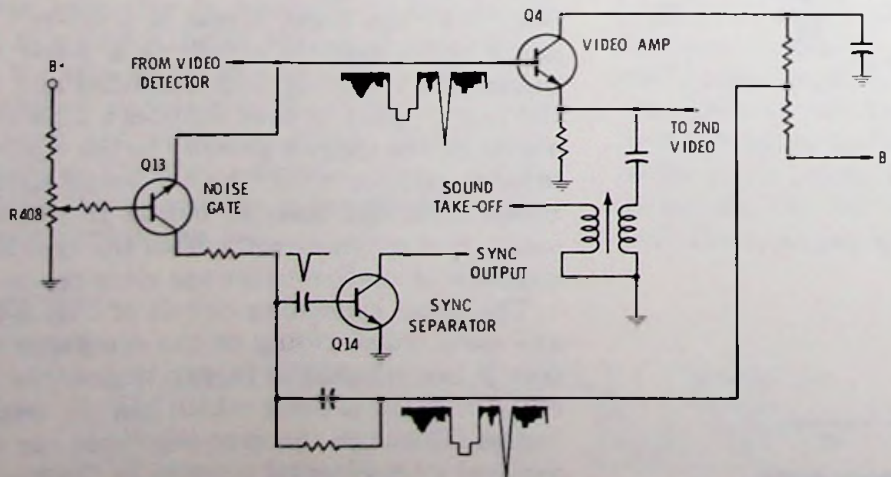 Q4
VIDEO AMP
FROM VIDEO
DETECTOR
B+
TO 2ND
VIDEO
B
Q13
NOISE
GATE
R408
SOUND
TAKE-OFF
SYNC
OUTPUT
SYNC
SEPARATOR
Q14